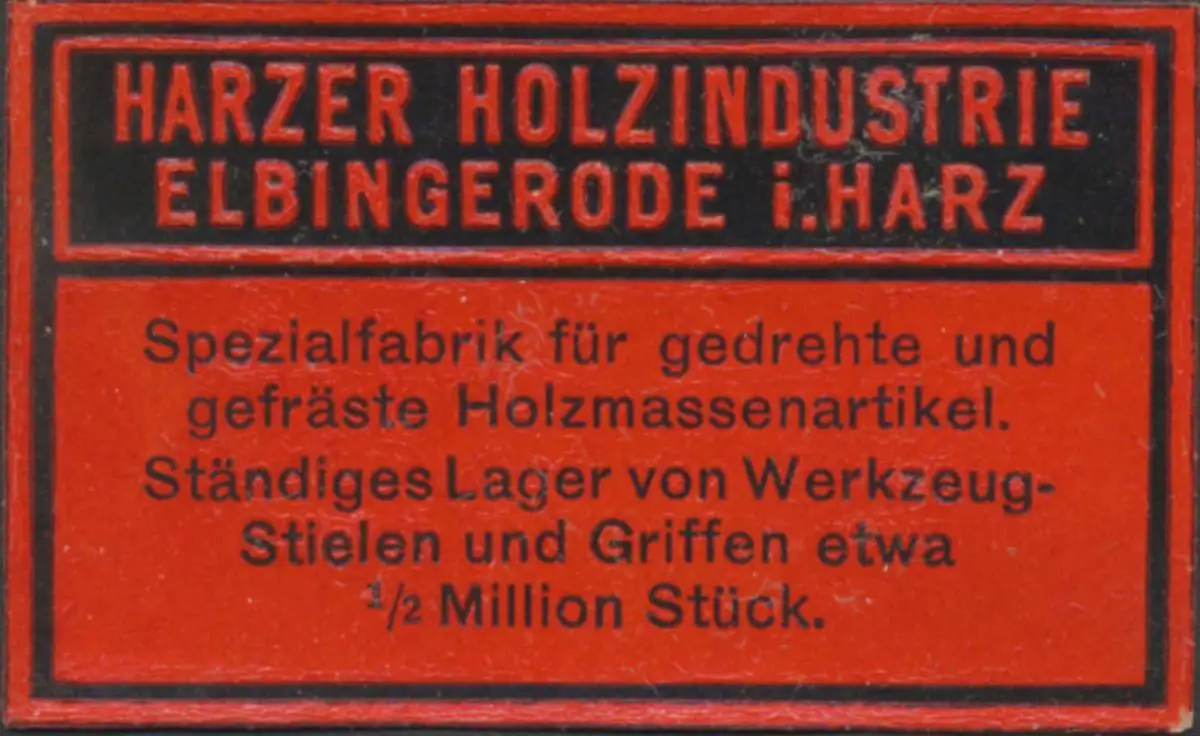 HARZER HOLZINDUSTRIE
ELBINGERODE i. HARZ
Spezialfabrik für gedrehte und
gefräste Holzmassenartikel.
Ständiges Lager von Werkzeug-
Stielen und Griffen etwa
1/2 Million Stück.